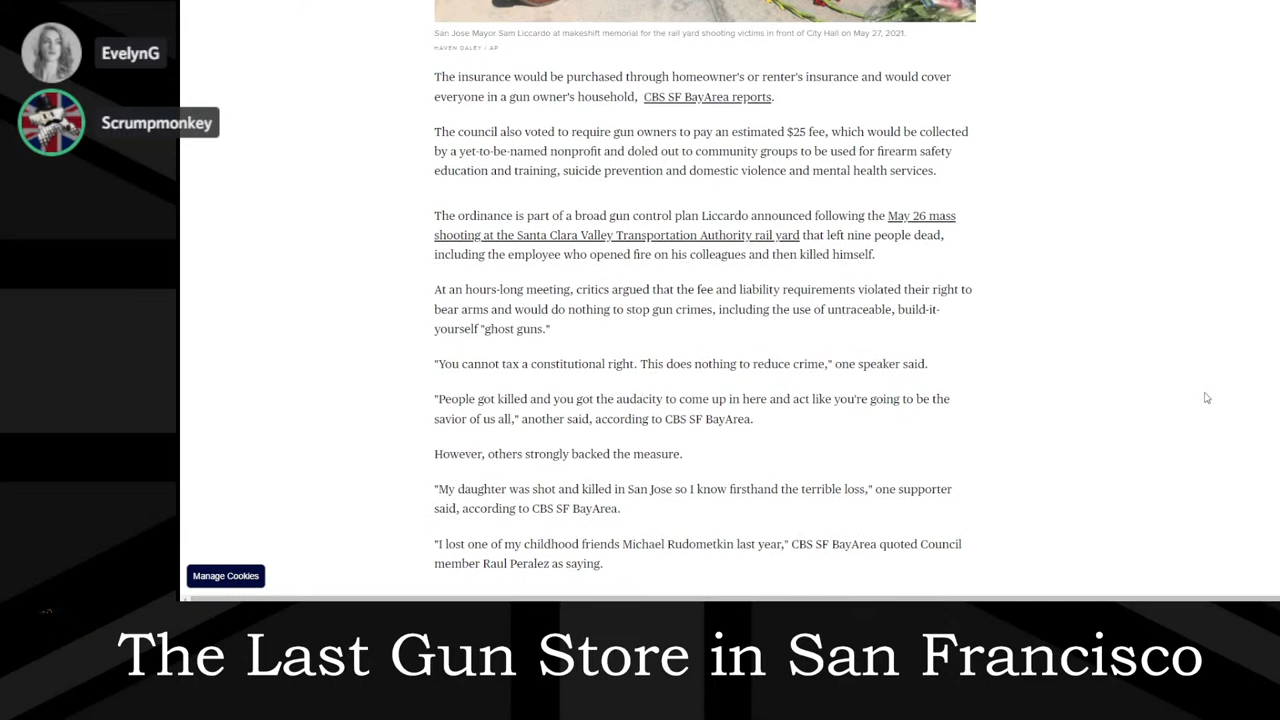 EvelynG
Scrumpmonkey
San Jose Mayor Sam Liccardo at makeshift memorial for the rail yard shooting victims in front of City Hall on May 27, 2021.
HAVEN DALEY / AP
The insurance would be purchased through homeowner's or renter's insurance and would cover
everyone in a gun owner's household, CBS SF BayArea reports.
The council also voted to require gun owners to pay an estimated $25 fee, which would be collected
by a yet-to-be-named nonprofit and doled out to community groups to be used for firearm safety
education and training, suicide prevention and domestic violence and mental health services.
The ordinance is part of a broad gun control plan Liccardo announced following the May 26 mass
shooting at the Santa Clara Valley Transportation Authority rail yard that left nine people dead,
including the employee who opened fire on his colleagues and then killed himself.
At an hours-long meeting, critics argued that the fee and liability requirements violated their right to
bear arms and would do nothing to stop gun crimes, including the use of untraceable, build-it-
yourself "ghost guns."
"You cannot tax a constitutional right. This does nothing to reduce crime," one speaker said.
"People got killed and you got the audacity to come up in here and act like you're going to be the
savior of us all," another said, according to CBS SF BayArea.
However, others strongly backed the measure.
"My daughter was shot and killed in San Jose so I know firsthand the terrible loss," one supporter
said, according to CBS SF BayArea.
"I lost one of my childhood friends Michael Rudometkin last year," CBS SF BayArea quoted Council
member Raul Peralez as saying.
Manage Cookies
The Last Gun Store in San Francisco